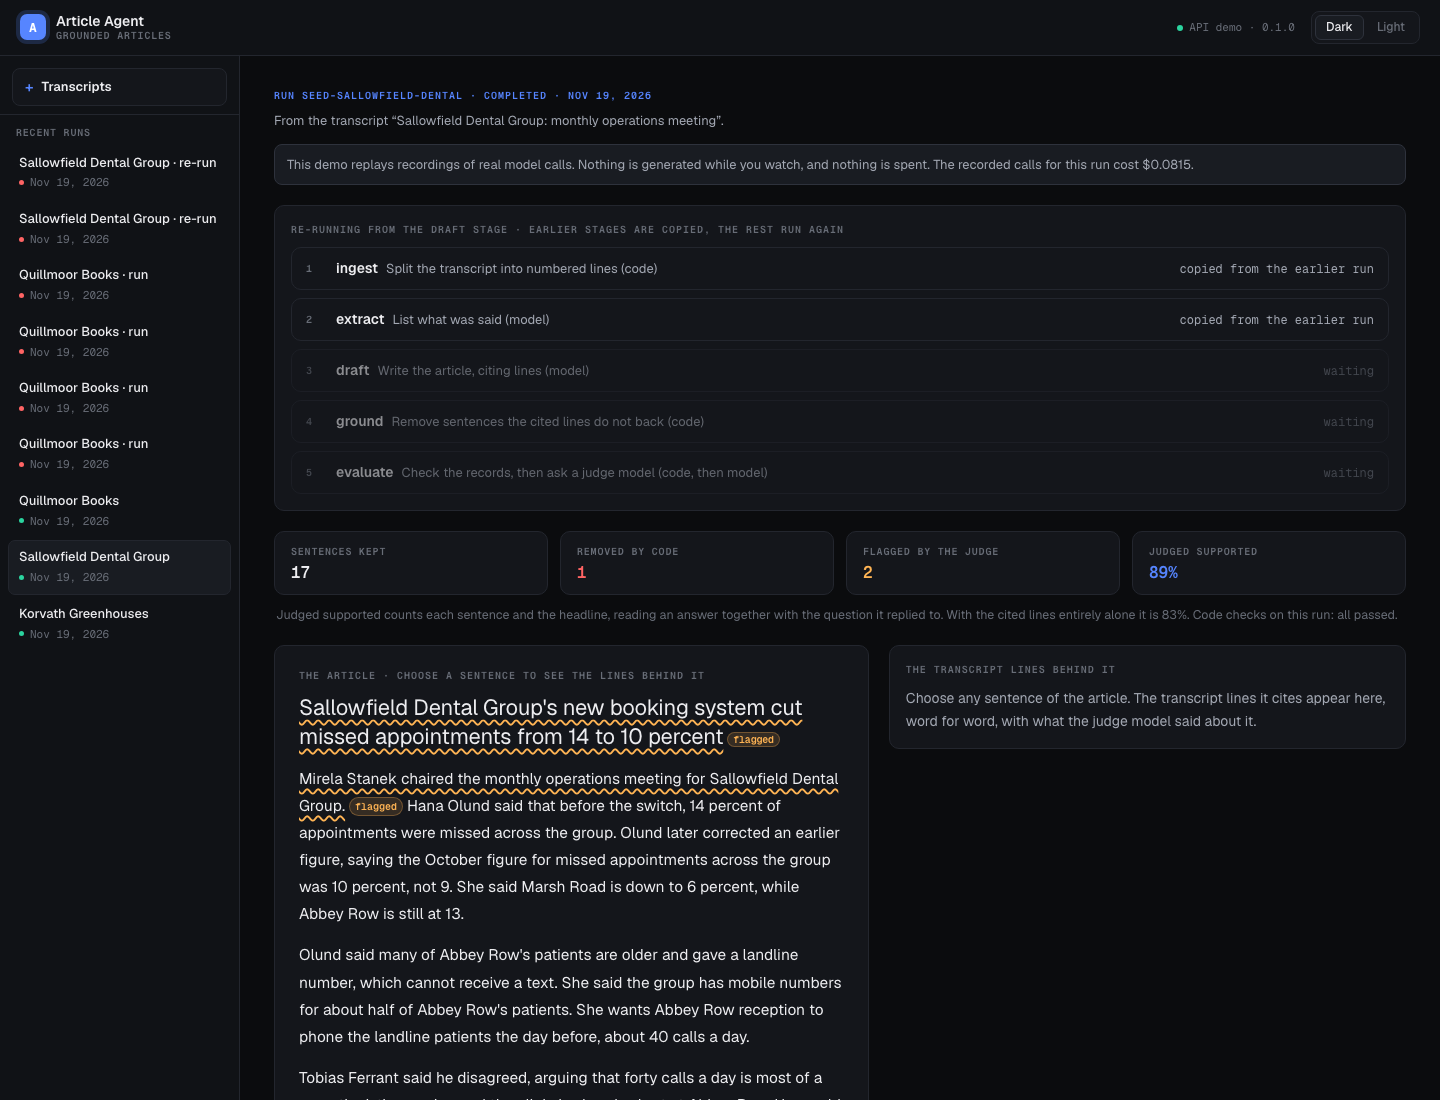 A
Article Agent
GROUNDED ARTICLES
API demo · 0.1.0
Dark
Light
+ Transcripts
RECENT RUNS
Sallowfield Dental Group · re-run
Nov 19, 2026
Sallowfield Dental Group · re-run
Nov 19, 2026
Quillmoor Books · run
Nov 19, 2026
Quillmoor Books · run
Nov 19, 2026
Quillmoor Books · run
Nov 19, 2026
Quillmoor Books · run
Nov 19, 2026
Quillmoor Books
Nov 19, 2026
Sallowfield Dental Group
Nov 19, 2026
Korvath Greenhouses
Nov 19, 2026
RUN SEED-SALLOWFIELD-DENTAL · COMPLETED · NOV 19, 2026
From the transcript “Sallowfield Dental Group: monthly operations meeting”.
This demo replays recordings of real model calls. Nothing is generated while you watch, and nothing is spent. The recorded calls for this run cost $0.0815.
RE-RUNNING FROM THE DRAFT STAGE · EARLIER STAGES ARE COPIED, THE REST RUN AGAIN
1 ingest Split the transcript into numbered lines (code) copied from the earlier run
2 extract List what was said (model) copied from the earlier run
3 draft Write the article, citing lines (model) waiting
4 ground Remove sentences the cited lines do not back (code) waiting
5 evaluate Check the records, then ask a judge model (code, then model) waiting
SENTENCES KEPT
17
REMOVED BY CODE
1
FLAGGED BY THE JUDGE
2
JUDGED SUPPORTED
89%
Judged supported counts each sentence and the headline, reading an answer together with the question it replied to. With the cited lines entirely alone it is 83%. Code checks on this run: all passed.
THE ARTICLE · CHOOSE A SENTENCE TO SEE THE LINES BEHIND IT
Sallowfield Dental Group's new booking system cut
missed appointments from 14 to 10 percent flagged
Mirela Stanek chaired the monthly operations meeting for Sallowfield Dental
Group. flagged Hana Olund said that before the switch, 14 percent of
appointments were missed across the group. Olund later corrected an earlier
figure, saying the October figure for missed appointments across the group
was 10 percent, not 9. She said Marsh Road is down to 6 percent, while
Abbey Row is still at 13.
Olund said many of Abbey Row's patients are older and gave a landline
number, which cannot receive a text. She said the group has mobile numbers
for about half of Abbey Row's patients. She wants Abbey Row reception to
phone the landline patients the day before, about 40 calls a day.
Tobias Ferrant said he disagreed, arguing that forty calls a day is most of a
THE TRANSCRIPT LINES BEHIND IT
Choose any sentence of the article. The transcript lines it cites appear here,
word for word, with what the judge model said about it.